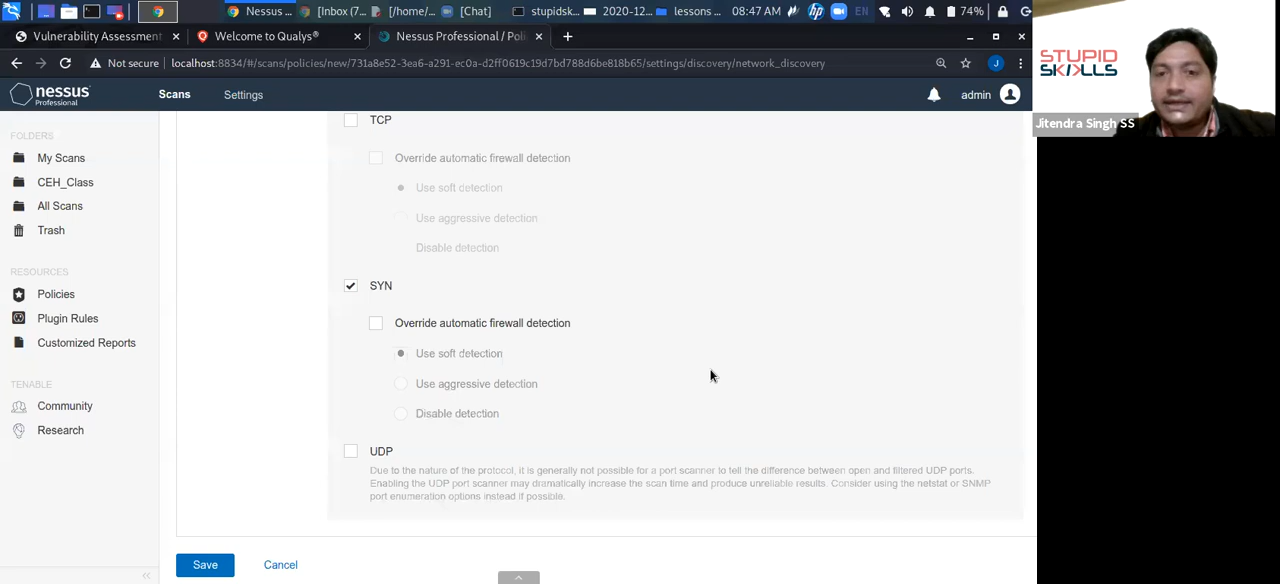 Nessus ...
[Inbox (7...
[/home/...
[Chat]
stupidsk...
2020-12...
lessons ...
08:47 AM
EN
74%
Vulnerability Assessment
Welcome to Qualys®
Nessus Professional / Poli
Not secure
localhost:8834/#/scans/policies/new/731a8e52-3ea6-a291-ec0a-d2ff0619c19d7bd788d6be818b65/settings/discovery/network_discovery
J
nessus
Professional
Scans
Settings
admin
FOLDERS
My Scans
CEH_Class
All Scans
Trash
RESOURCES
Policies
Plugin Rules
Customized Reports
TENABLE
Community
Research
TCP
Override automatic firewall detection
Use soft detection
Use aggressive detection
Disable detection
SYN
Override automatic firewall detection
Use soft detection
Use aggressive detection
Disable detection
UDP
Due to the nature of the protocol, it is generally not possible for a port scanner to tell the difference between open and filtered UDP ports.
Enabling the UDP port scanner may dramatically increase the scan time and produce unreliable results. Consider using the netstat or SNMP
port enumeration options instead if possible.
Save
Cancel
STUPID
SKILLS
Jitendra Singh SS